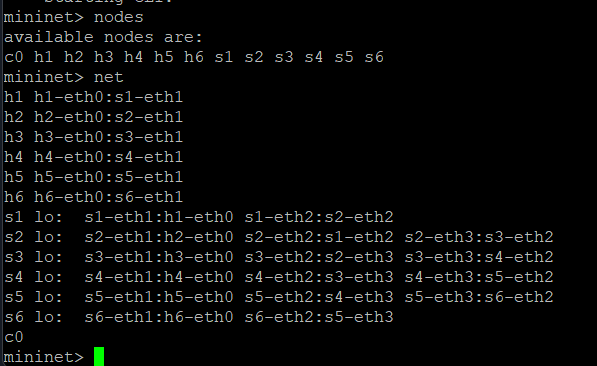 mininet> nodes
available nodes are:
c0 h1 h2 h3 h4 h5 h6 s1 s2 s3 s4 s5 s6
mininet> net
h1 h1-eth0:s1-eth1
h2 h2-eth0:s2-eth1
h3 h3-eth0:s3-eth1
h4 h4-eth0:s4-eth1
h5 h5-eth0:s5-eth1
h6 h6-eth0:s6-eth1
s1 lo:  s1-eth1:h1-eth0 s1-eth2:s2-eth2
s2 lo:  s2-eth1:h2-eth0 s2-eth2:s1-eth2 s2-eth3:s3-eth2
s3 lo:  s3-eth1:h3-eth0 s3-eth2:s2-eth3 s3-eth3:s4-eth2
s4 lo:  s4-eth1:h4-eth0 s4-eth2:s3-eth3 s4-eth3:s5-eth2
s5 lo:  s5-eth1:h5-eth0 s5-eth2:s4-eth3 s5-eth3:s6-eth2
s6 lo:  s6-eth1:h6-eth0 s6-eth2:s5-eth3
c0
mininet>